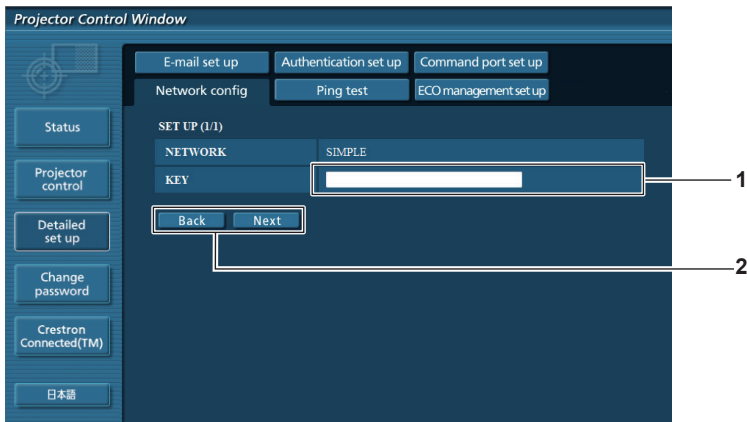 Projector Control Window
E-mail set up
Authentication set up
Command port set up
Network config
Ping test
ECO management set up
Status
Projector
control
Detailed
set up
Change
password
Crestron
Connected(TM)
日本語
SET UP (1/1)
NETWORK SIMPLE
KEY
1
Back Next
2